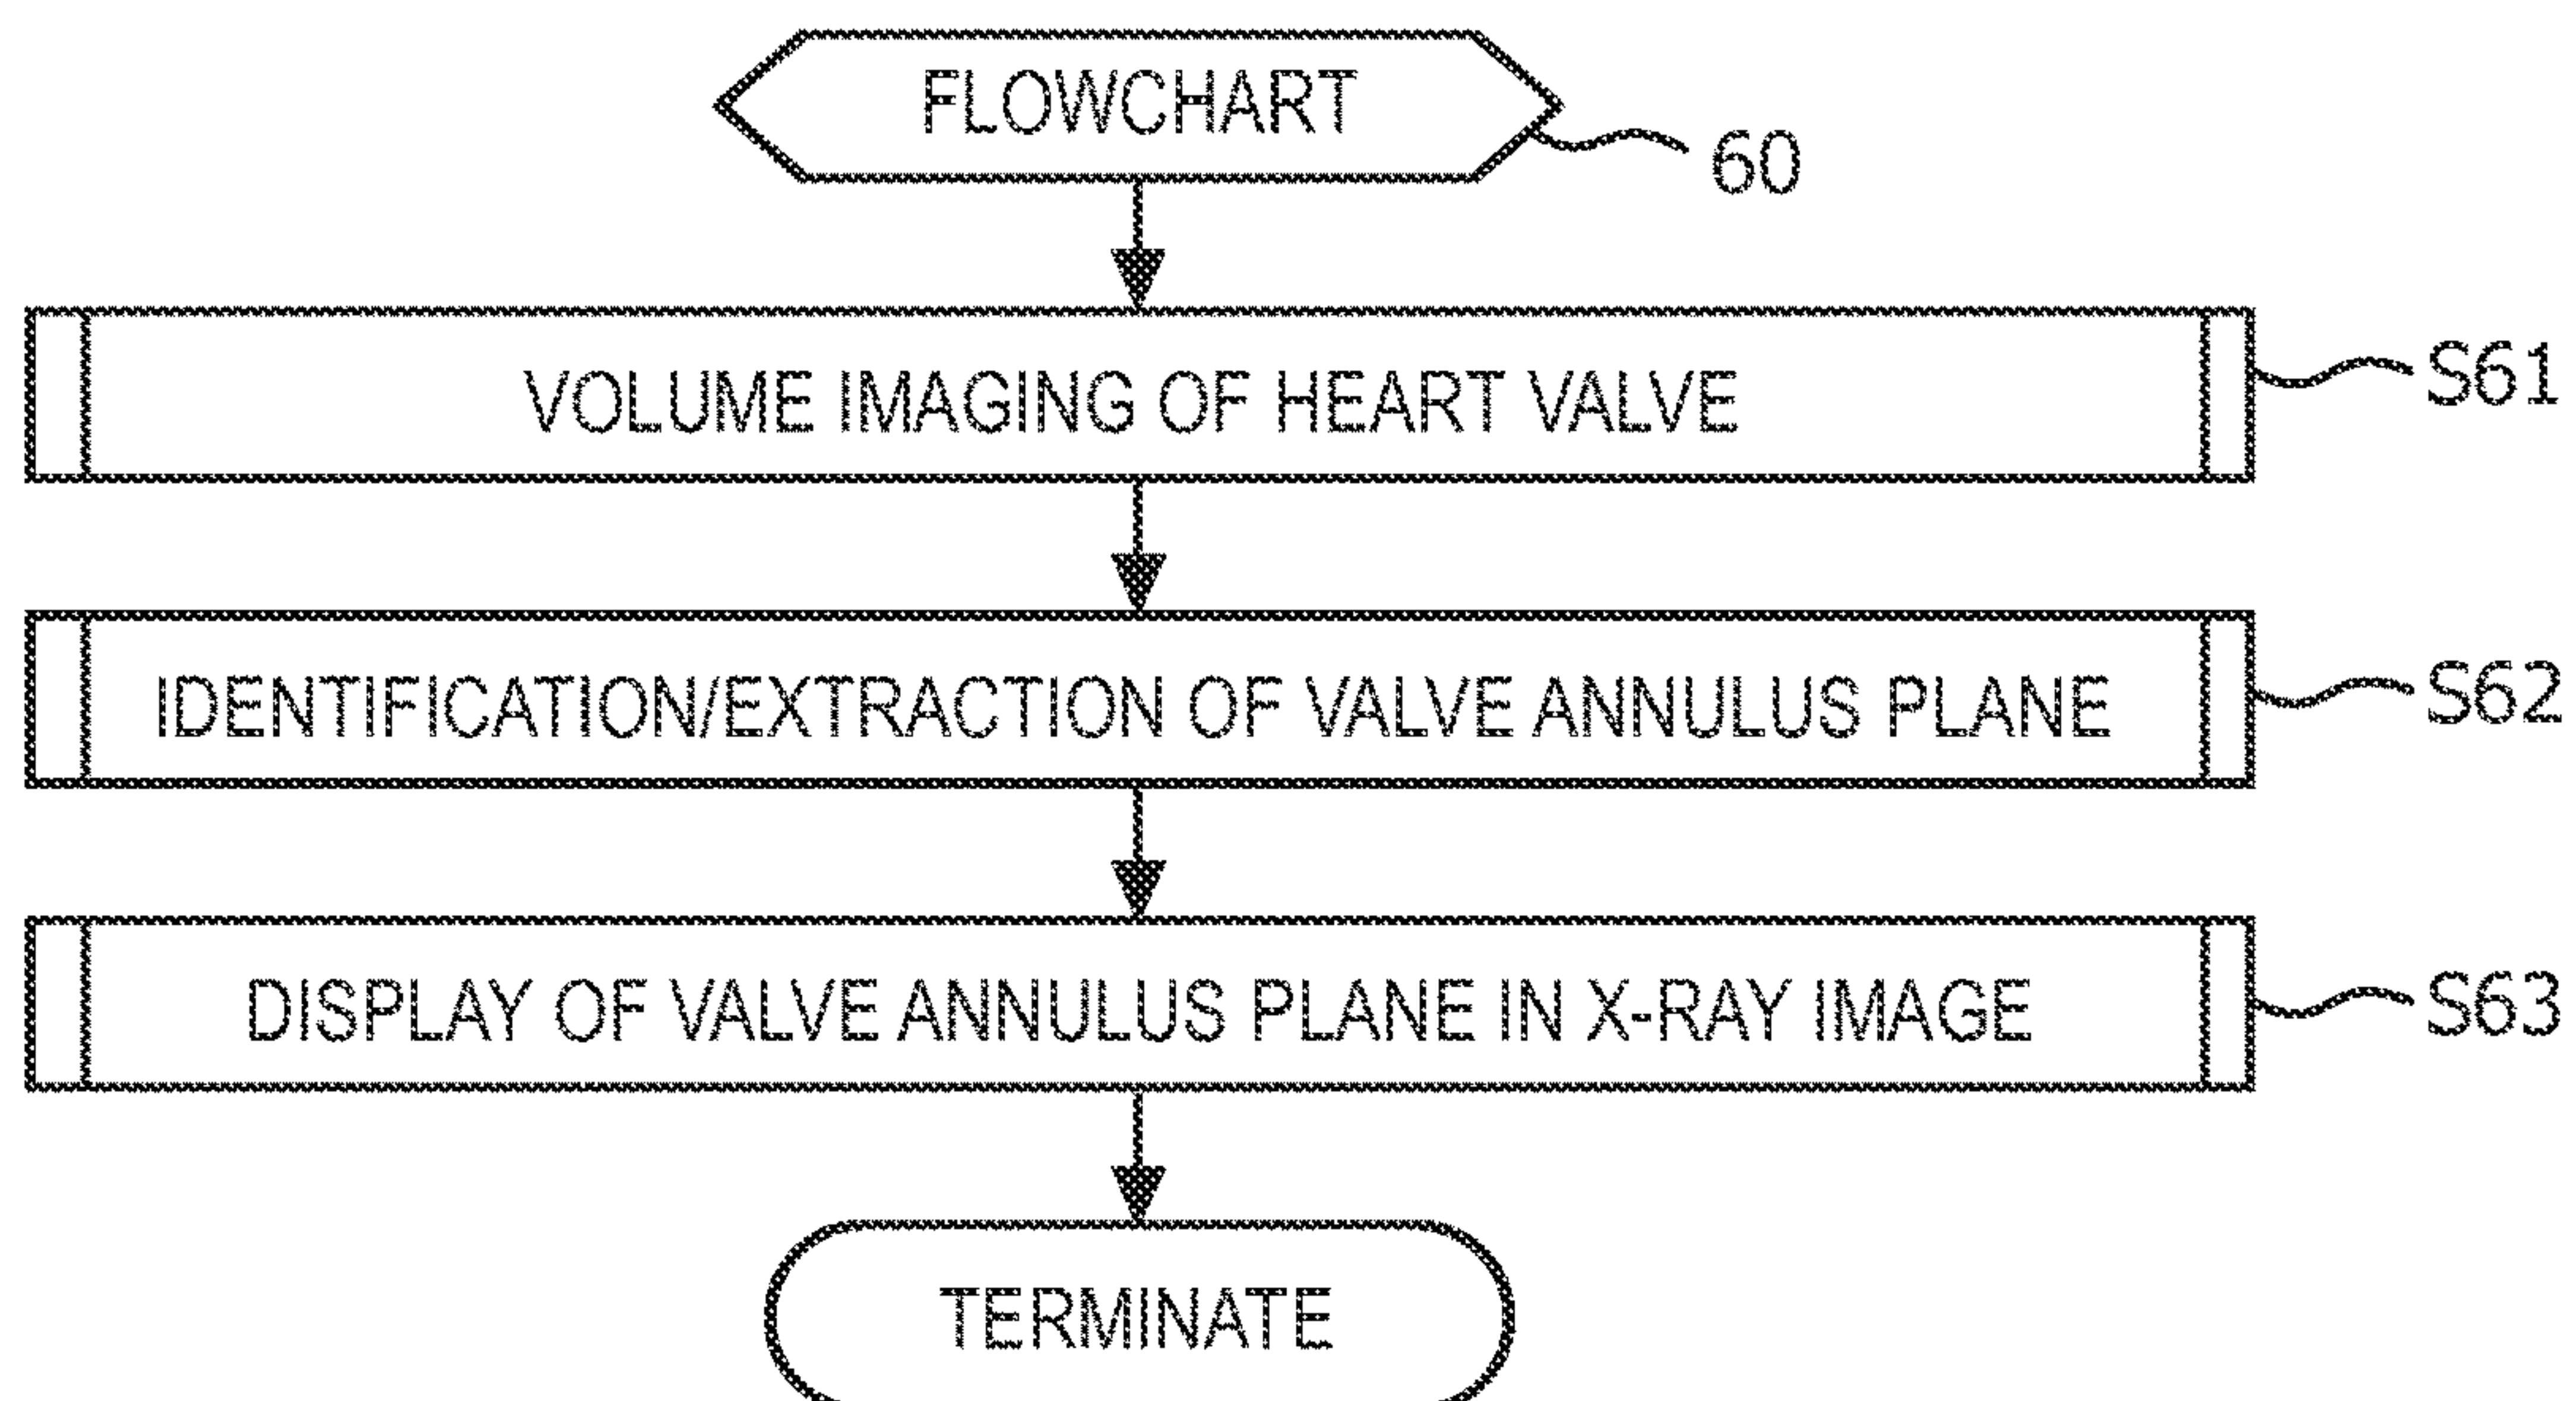 FLOWCHART
60
VOLUME IMAGING OF HEART VALVE
S61
IDENTIFICATION/EXTRACTION OF VALVE ANNULUS PLANE
S62
DISPLAY OF VALVE ANNULUS PLANE IN X-RAY IMAGE
S63
TERMINATE